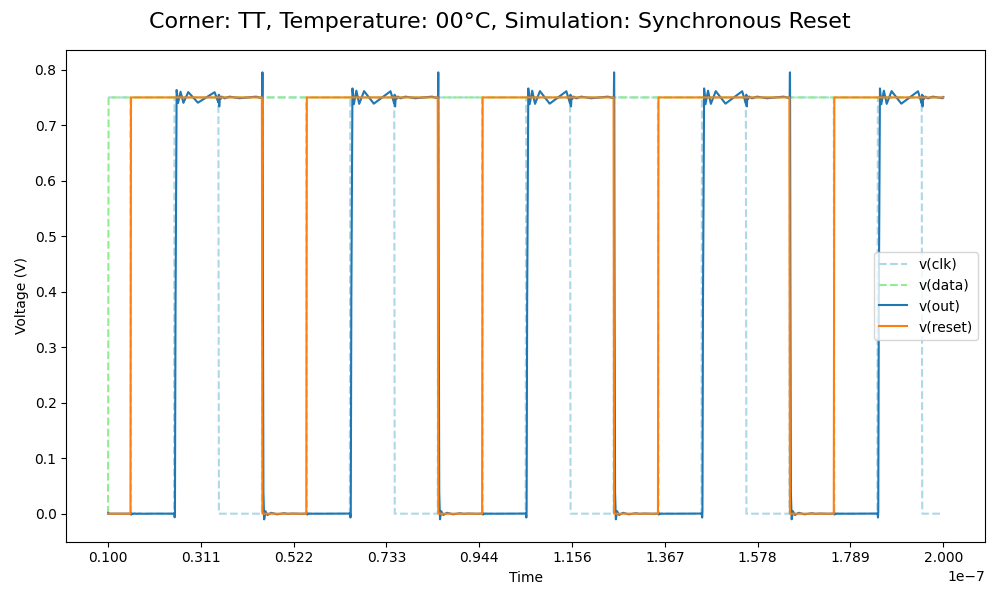 Corner: TT, Temperature: 00°C, Simulation: Synchronous Reset
Voltage (V)
0.8
0.7
0.6
0.5
0.4
0.3
0.2
0.1
0.0
v(clk)
v(data)
v(out)
v(reset)
0.100 0.311 0.522 0.733 0.944 1.156 1.367 1.578 1.789 2.000
1e−7
Time